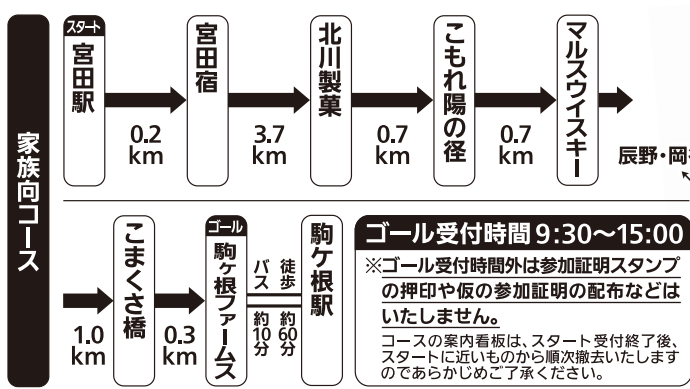 家族向コース
スタート
宮田駅
0.2
km
宮田宿
3.7
km
北川製菓
0.7
km
こもれ陽の径
0.7
km
マルスウイスキー
辰野・岡
1.0
km
こまくさ橋
0.3
km
ゴール
駒ヶ根ファームス
バス
約10分
徒歩
約60分
駒ケ根駅
ゴール受付時間 9:30～15:00
※ゴール受付時間外は参加証明スタンプ
の押印や仮の参加証明の配布などは
いたしません。
コースの案内看板は、スタート受付終了後、
スタートに近いものから順次撤去いたします
のであらかじめご了承ください。